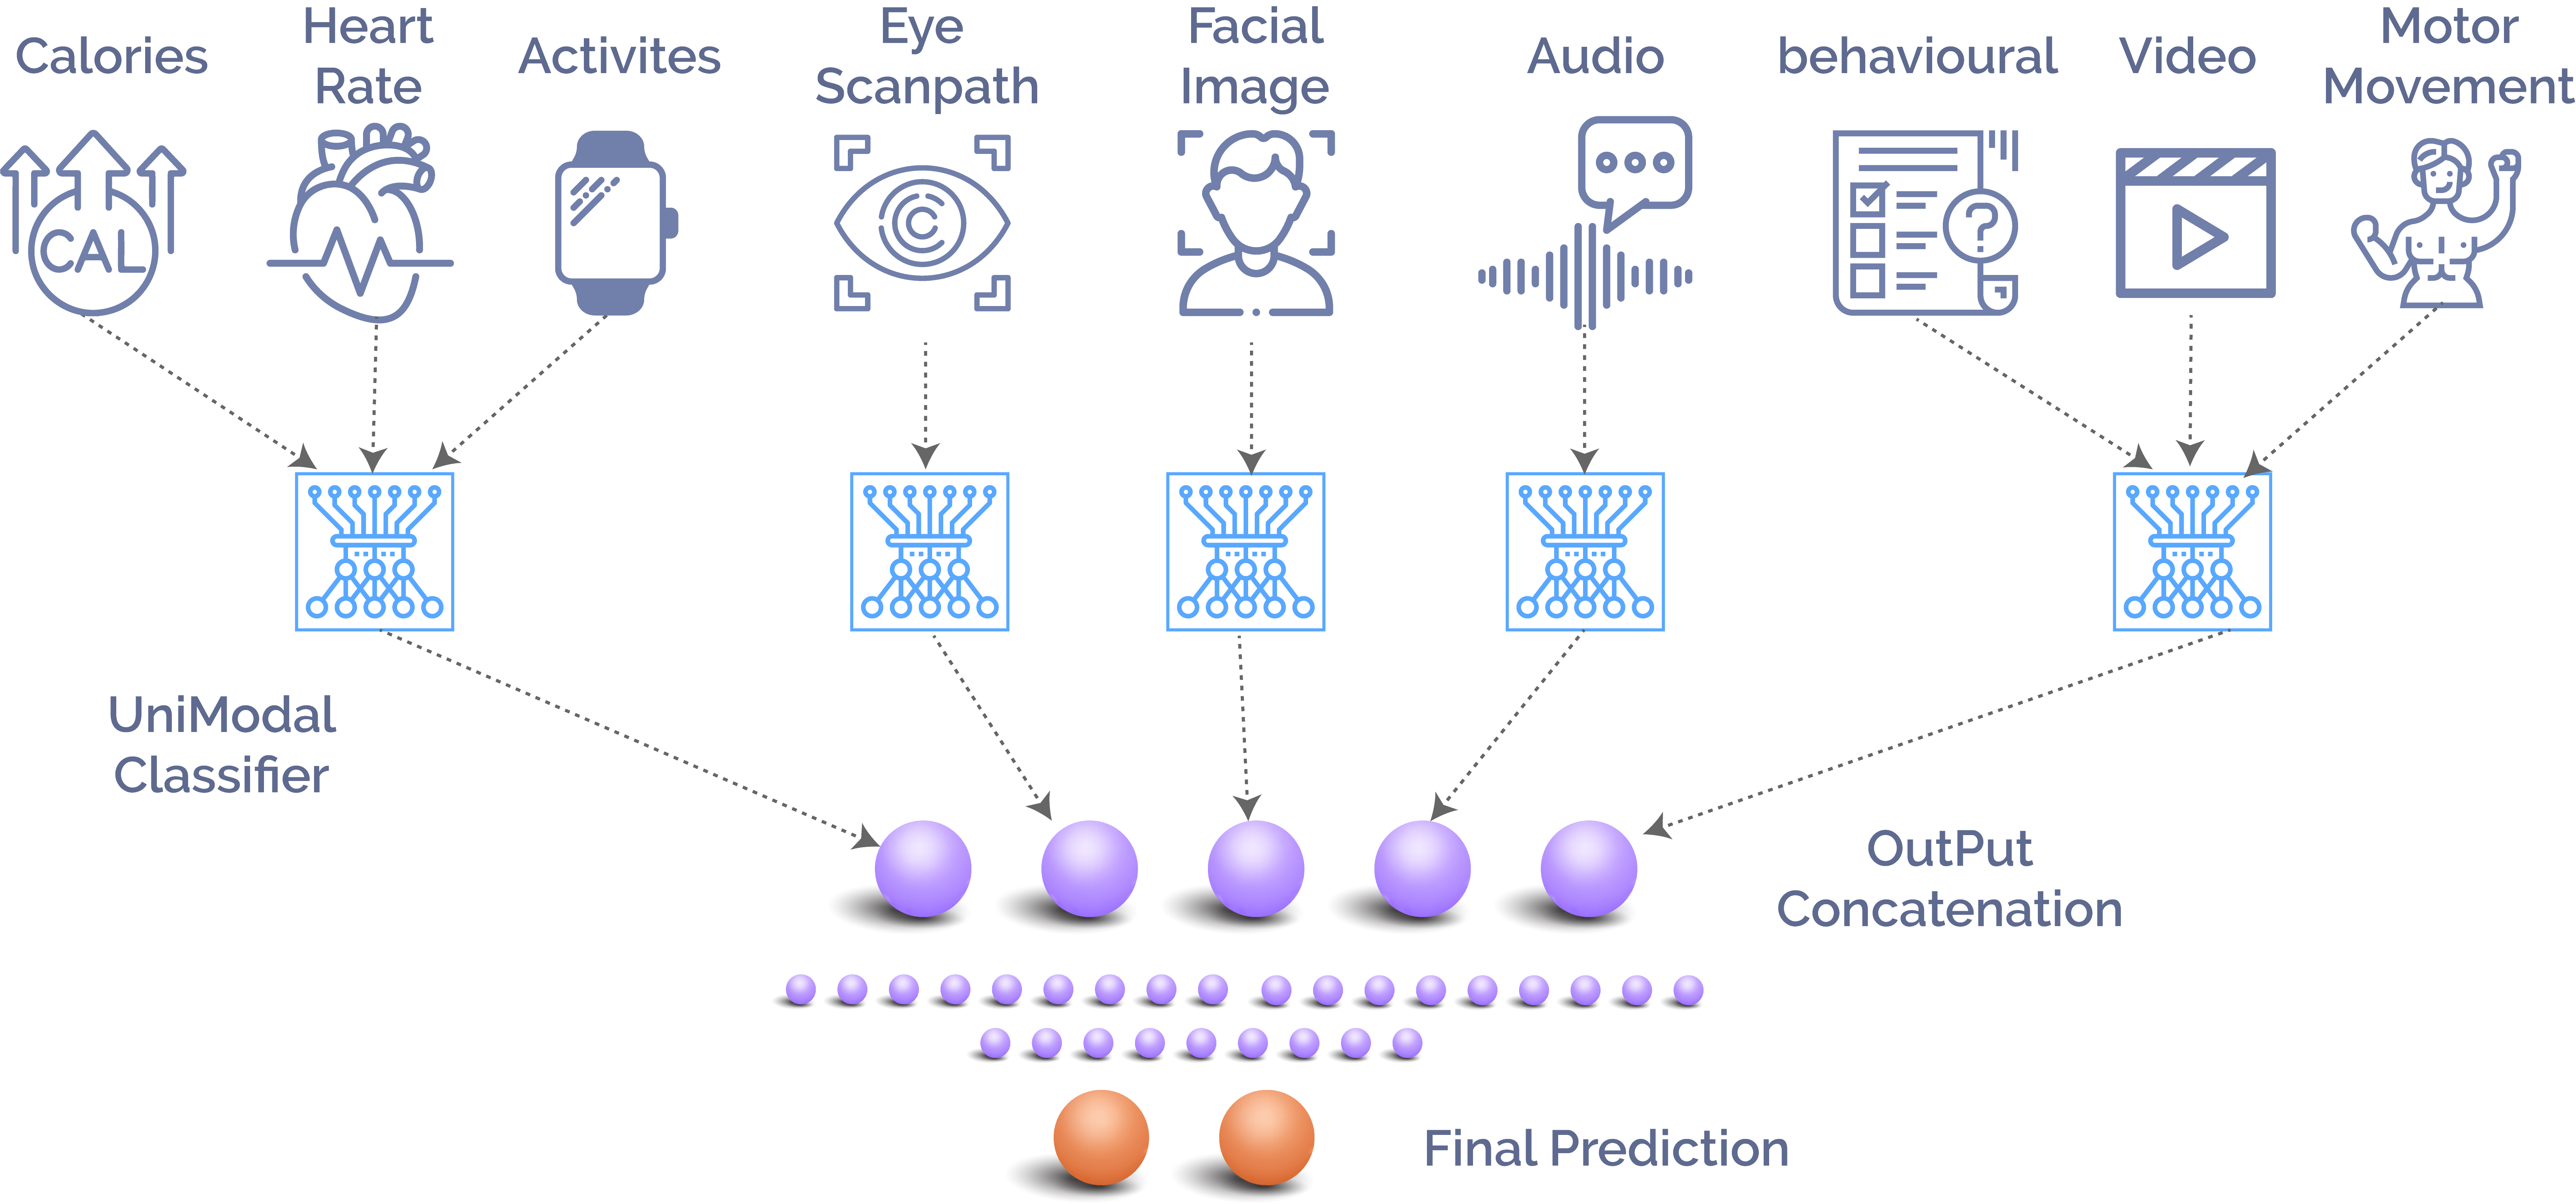 Calories
Heart
Rate
Activites
Eye
Scanpath
Facial
Image
Audio
behavioural
Video
Motor
Movement
CAL
?
UniModal
Classifier
OutPut
Concatenation
Final Prediction